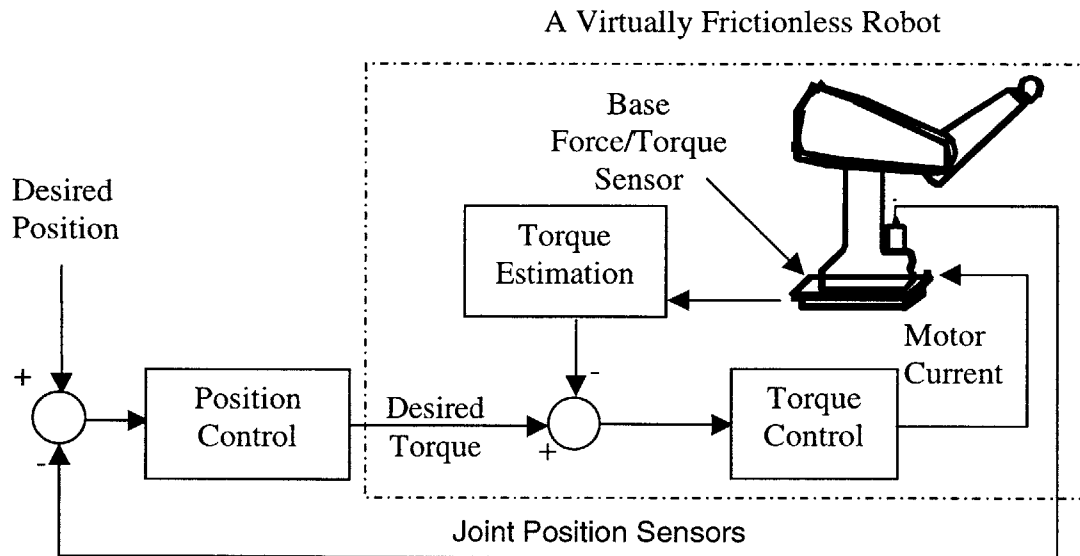 A Virtually Frictionless Robot
Base
Force/Torque
Sensor
Desired
Position
Torque
Estimation
Motor
Current
+
-
-
+
Position
Control
Desired
Torque
Torque
Control
Joint Position Sensors